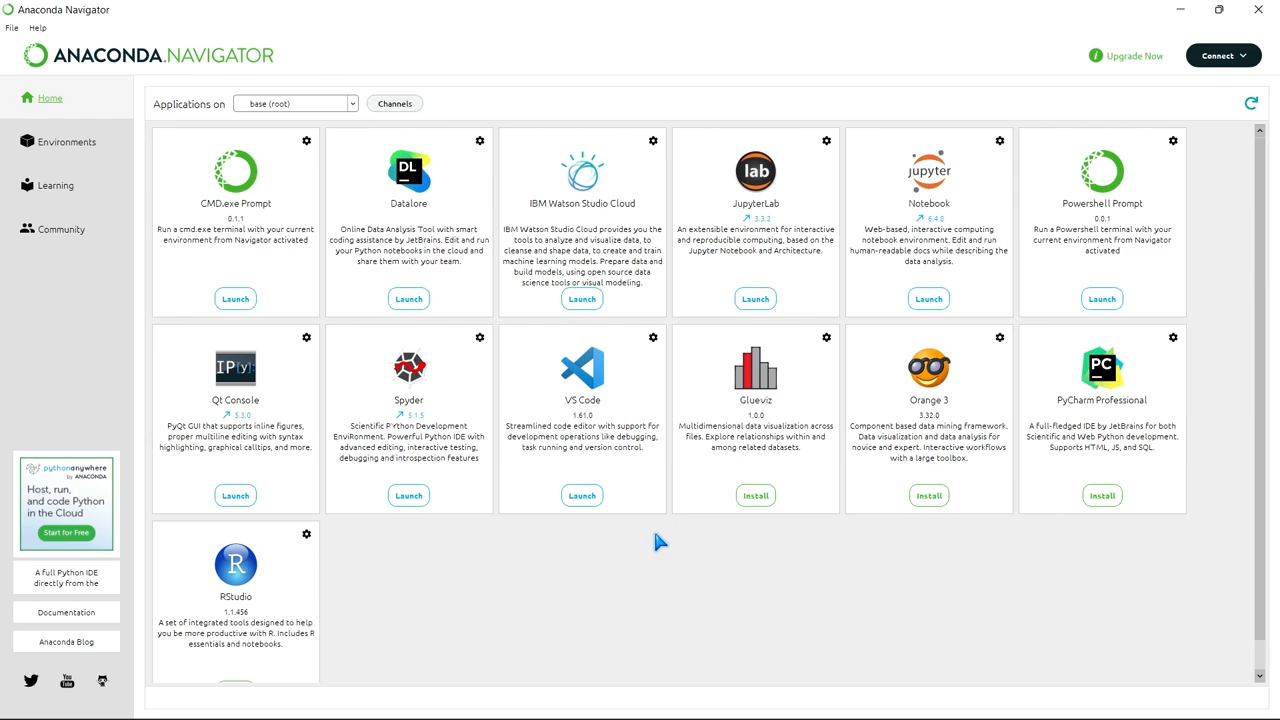 Anaconda Navigator
File Help
ANACONDA.NAVIGATOR
Upgrade Now
Connect
Home
Environments
Learning
Community
Applications on base (root) Channels
CMD.exe Prompt
0.1.1
Run a cmd.exe terminal with your current
environment from Navigator activated
Launch
DL
Datalore
Online Data Analysis Tool with smart
coding assistance by JetBrains. Edit and run
your Python notebooks in the cloud and
share them with your team.
Launch
IBM Watson Studio Cloud
IBM Watson Studio Cloud provides you the
tools to analyze and visualize data, to
cleanse and shape data, to create and train
machine learning models. Prepare data and
build models, using open source data
science tools or visual modeling.
Launch
lab
JupyterLab
3.3.2
An extensible environment for interactive
and reproducible computing, based on the
Jupyter Notebook and Architecture.
Launch
jupyter
Notebook
6.4.8
Web-based, interactive computing
notebook environment. Edit and run
human-readable docs while describing the
data analysis.
Launch
Powershell Prompt
0.0.1
Run a Powershell terminal with your
current environment from Navigator
activated
Launch
IP[y]:
Qt Console
5.3.0
PyQt GUI that supports inline figures,
proper multiline editing with syntax
highlighting, graphical calltips, and more.
Launch
Spyder
5.1.5
Scientific PYthon Development
EnviRonment. Powerful Python IDE with
advanced editing, interactive testing,
debugging and introspection features
Launch
VS Code
1.61.0
Streamlined code editor with support for
development operations like debugging,
task running and version control.
Launch
Glueviz
1.0.0
Multidimensional data visualization across
files. Explore relationships within and
among related datasets.
Install
Orange 3
3.32.0
Component based data mining framework.
Data visualization and data analysis for
novice and expert. Interactive workflows
with a large toolbox.
Install
PC
PyCharm Professional
A full-fledged IDE by JetBrains for both
Scientific and Web Python development.
Supports HTML, JS, and SQL.
Install
R
RStudio
1.1.456
A set of integrated tools designed to help
you be more productive with R. Includes R
essentials and notebooks.
pythonanywhere
by ANACONDA
Host, run,
and code Python
in the Cloud
Start for Free
A full Python IDE
directly from the
Documentation
Anaconda Blog
You
Tube